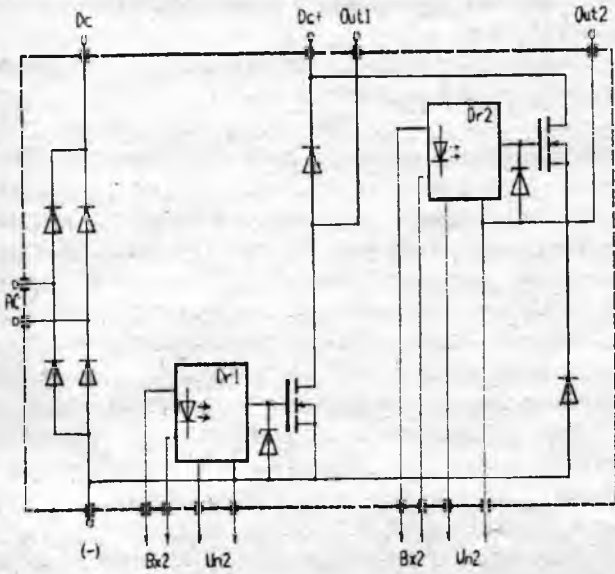 Dc Dc+ Out1 Out2
Dr2
AC
Dr1
(-) Bx2 Un2 Bx2 Un2